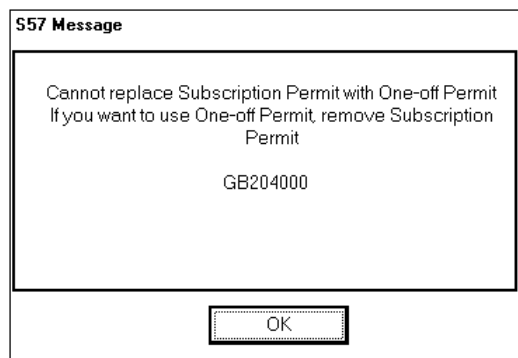 S57 Message
Cannot replace Subscription Permit with One-off Permit
If you want to use One-off Permit, remove Subscription
Permit
GB204000
OK